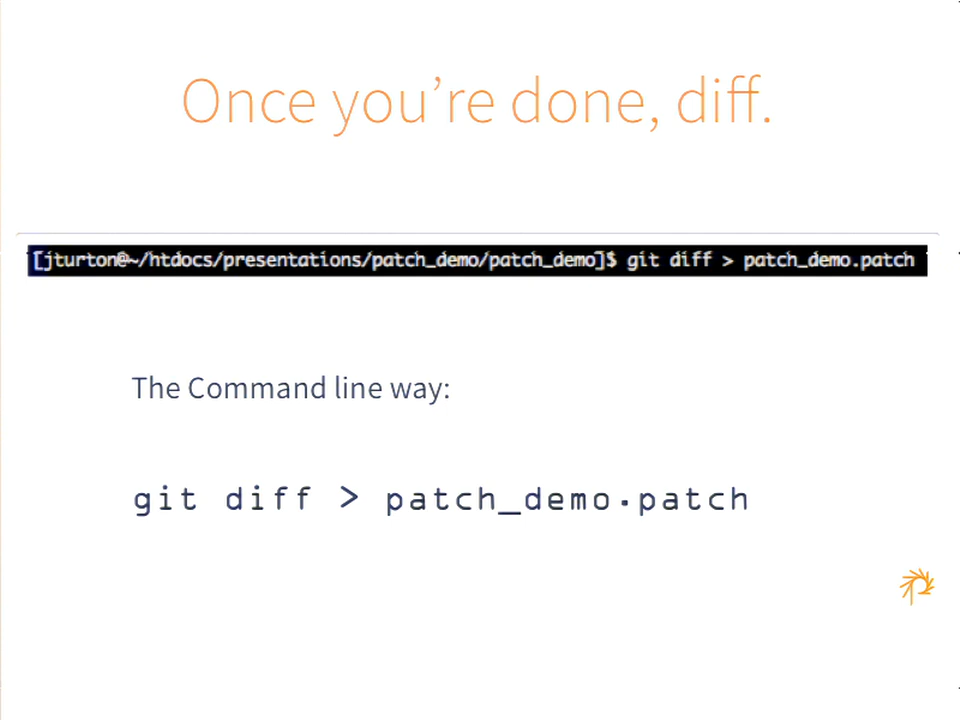 Once you’re done, diff.
[jturton@~/htdocs/presentations/patch_demo/patch_demo]$ git diff > patch_demo.patch
The Command line way:
git diff > patch_demo.patch